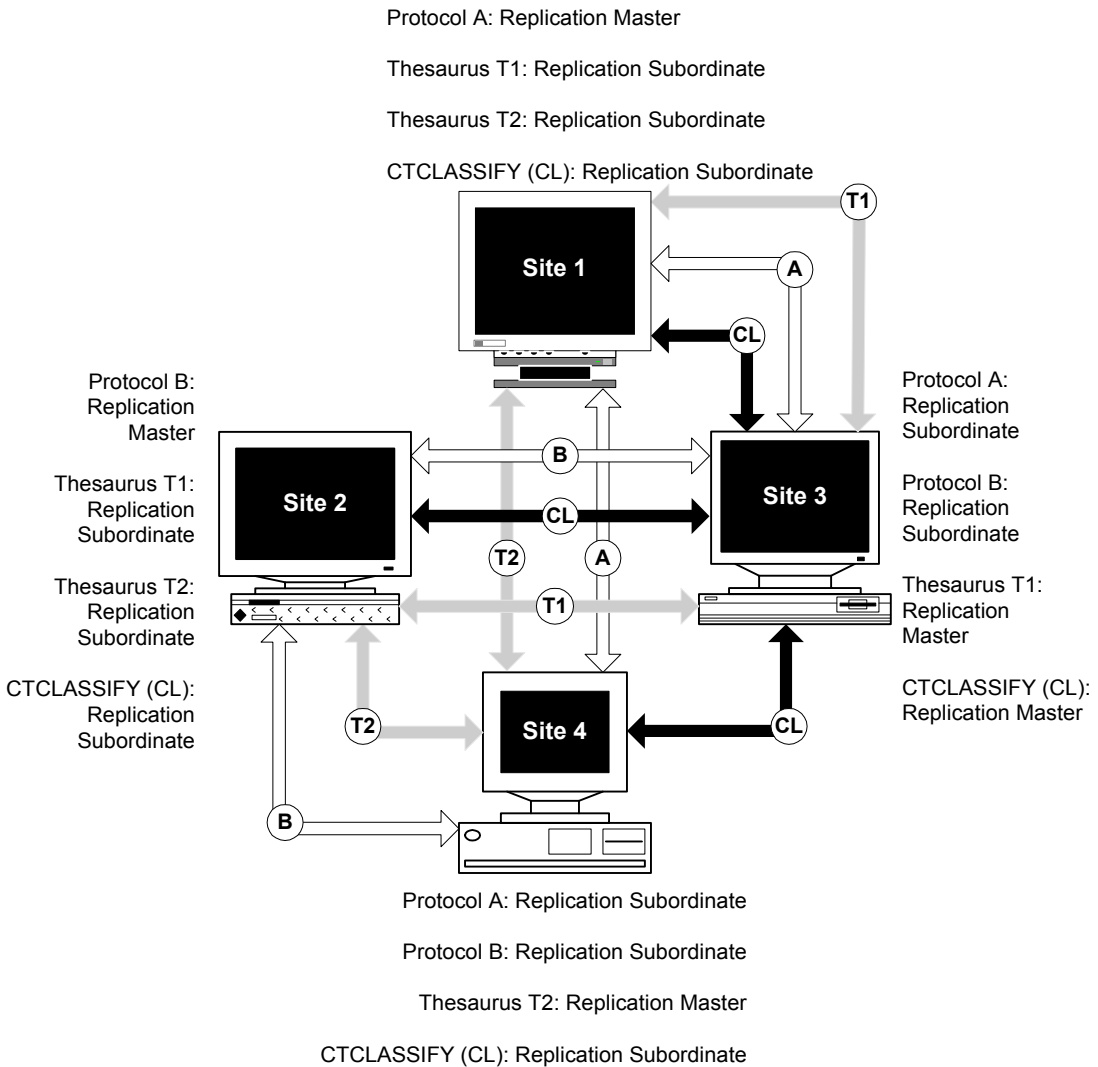 Protocol A: Replication Master
Thesaurus T1: Replication Subordinate
Thesaurus T2: Replication Subordinate
CTCLASSIFY (CL): Replication Subordinate
T1
Site 1
A
CL
Protocol B:
Replication
Master
Thesaurus T1:
Replication
Subordinate
Thesaurus T2:
Replication
Subordinate
CTCLASSIFY (CL):
Replication
Subordinate
Protocol A:
Replication
Subordinate
Protocol B:
Replication
Subordinate
Thesaurus T1:
Replication
Master
CTCLASSIFY (CL):
Replication Master
B
Site 2
Site 3
CL
T2
A
T1
T2
Site 4
CL
B
Protocol A: Replication Subordinate
Protocol B: Replication Subordinate
Thesaurus T2: Replication Master
CTCLASSIFY (CL): Replication Subordinate